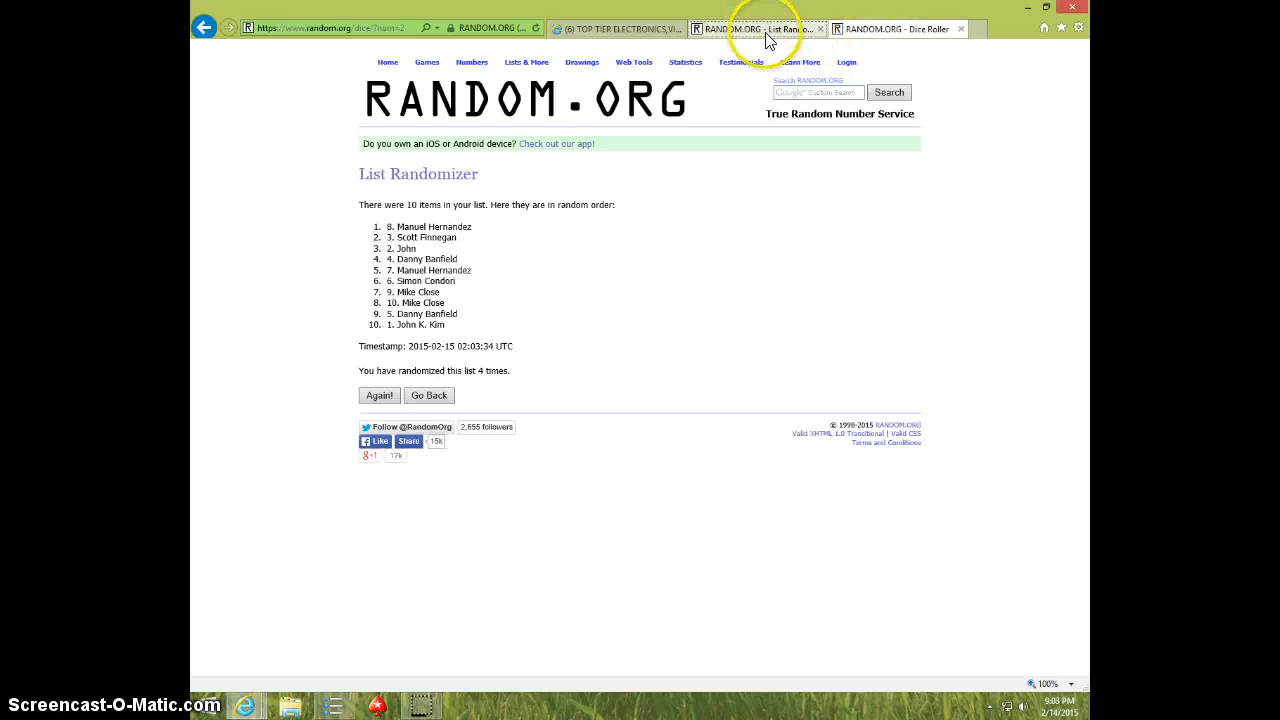 https://www.random.org/dice/?num=2
RANDOM.ORG (...
(6) TOP TIER ELECTRONICS,VI...
RANDOM.ORG - List Rando...
RANDOM.ORG - Dice Roller
Home Games Numbers Lists & More Drawings Web Tools Statistics Testimonials Learn More Login
Search RANDOM.ORG
RANDOM.ORG
Google Custom Search
Search
True Random Number Service
Do you own an iOS or Android device? Check out our app!
List Randomizer
There were 10 items in your list. Here they are in random order:
1. 8. Manuel Hernandez
2. 3. Scott Finnegan
3. 2. John
4. 4. Danny Banfield
5. 7. Manuel Hernandez
6. 6. Simon Condori
7. 9. Mike Close
8. 10. Mike Close
9. 5. Danny Banfield
10. 1. John K. Kim
Timestamp: 2015-02-15 02:03:34 UTC
You have randomized this list 4 times.
Again! Go Back
Follow @RandomOrg 2,655 followers
Like Share 15k
g+1 17k
© 1998-2015 RANDOM.ORG
Valid XHTML 1.0 Transitional | Valid CSS
Terms and Conditions
100%
Screencast-O-Matic.com
9:03 PM
2/14/2015